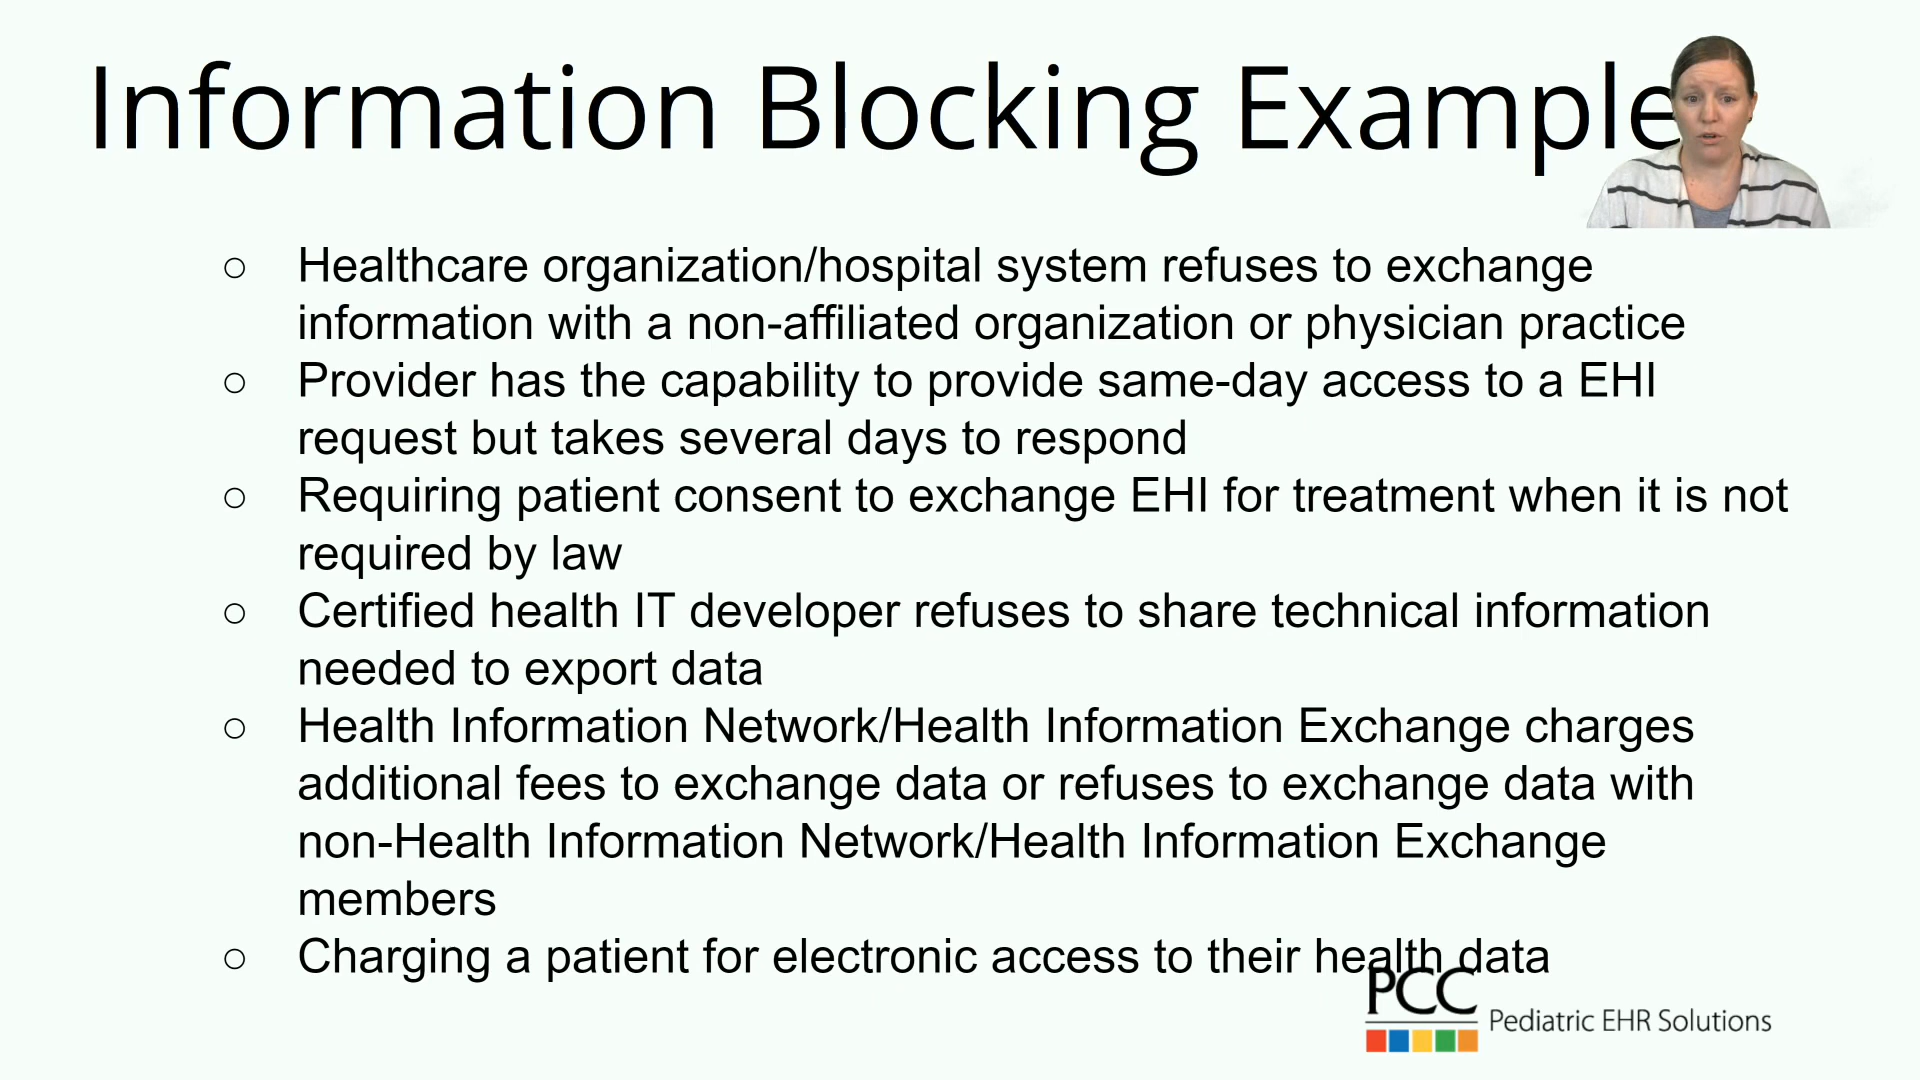 Information Blocking Example
○ Healthcare organization/hospital system refuses to exchange
information with a non-affiliated organization or physician practice
○ Provider has the capability to provide same-day access to a EHI
request but takes several days to respond
○ Requiring patient consent to exchange EHI for treatment when it is not
required by law
○ Certified health IT developer refuses to share technical information
needed to export data
○ Health Information Network/Health Information Exchange charges
additional fees to exchange data or refuses to exchange data with
non-Health Information Network/Health Information Exchange
members
○ Charging a patient for electronic access to their health data
PCC
Pediatric EHR Solutions